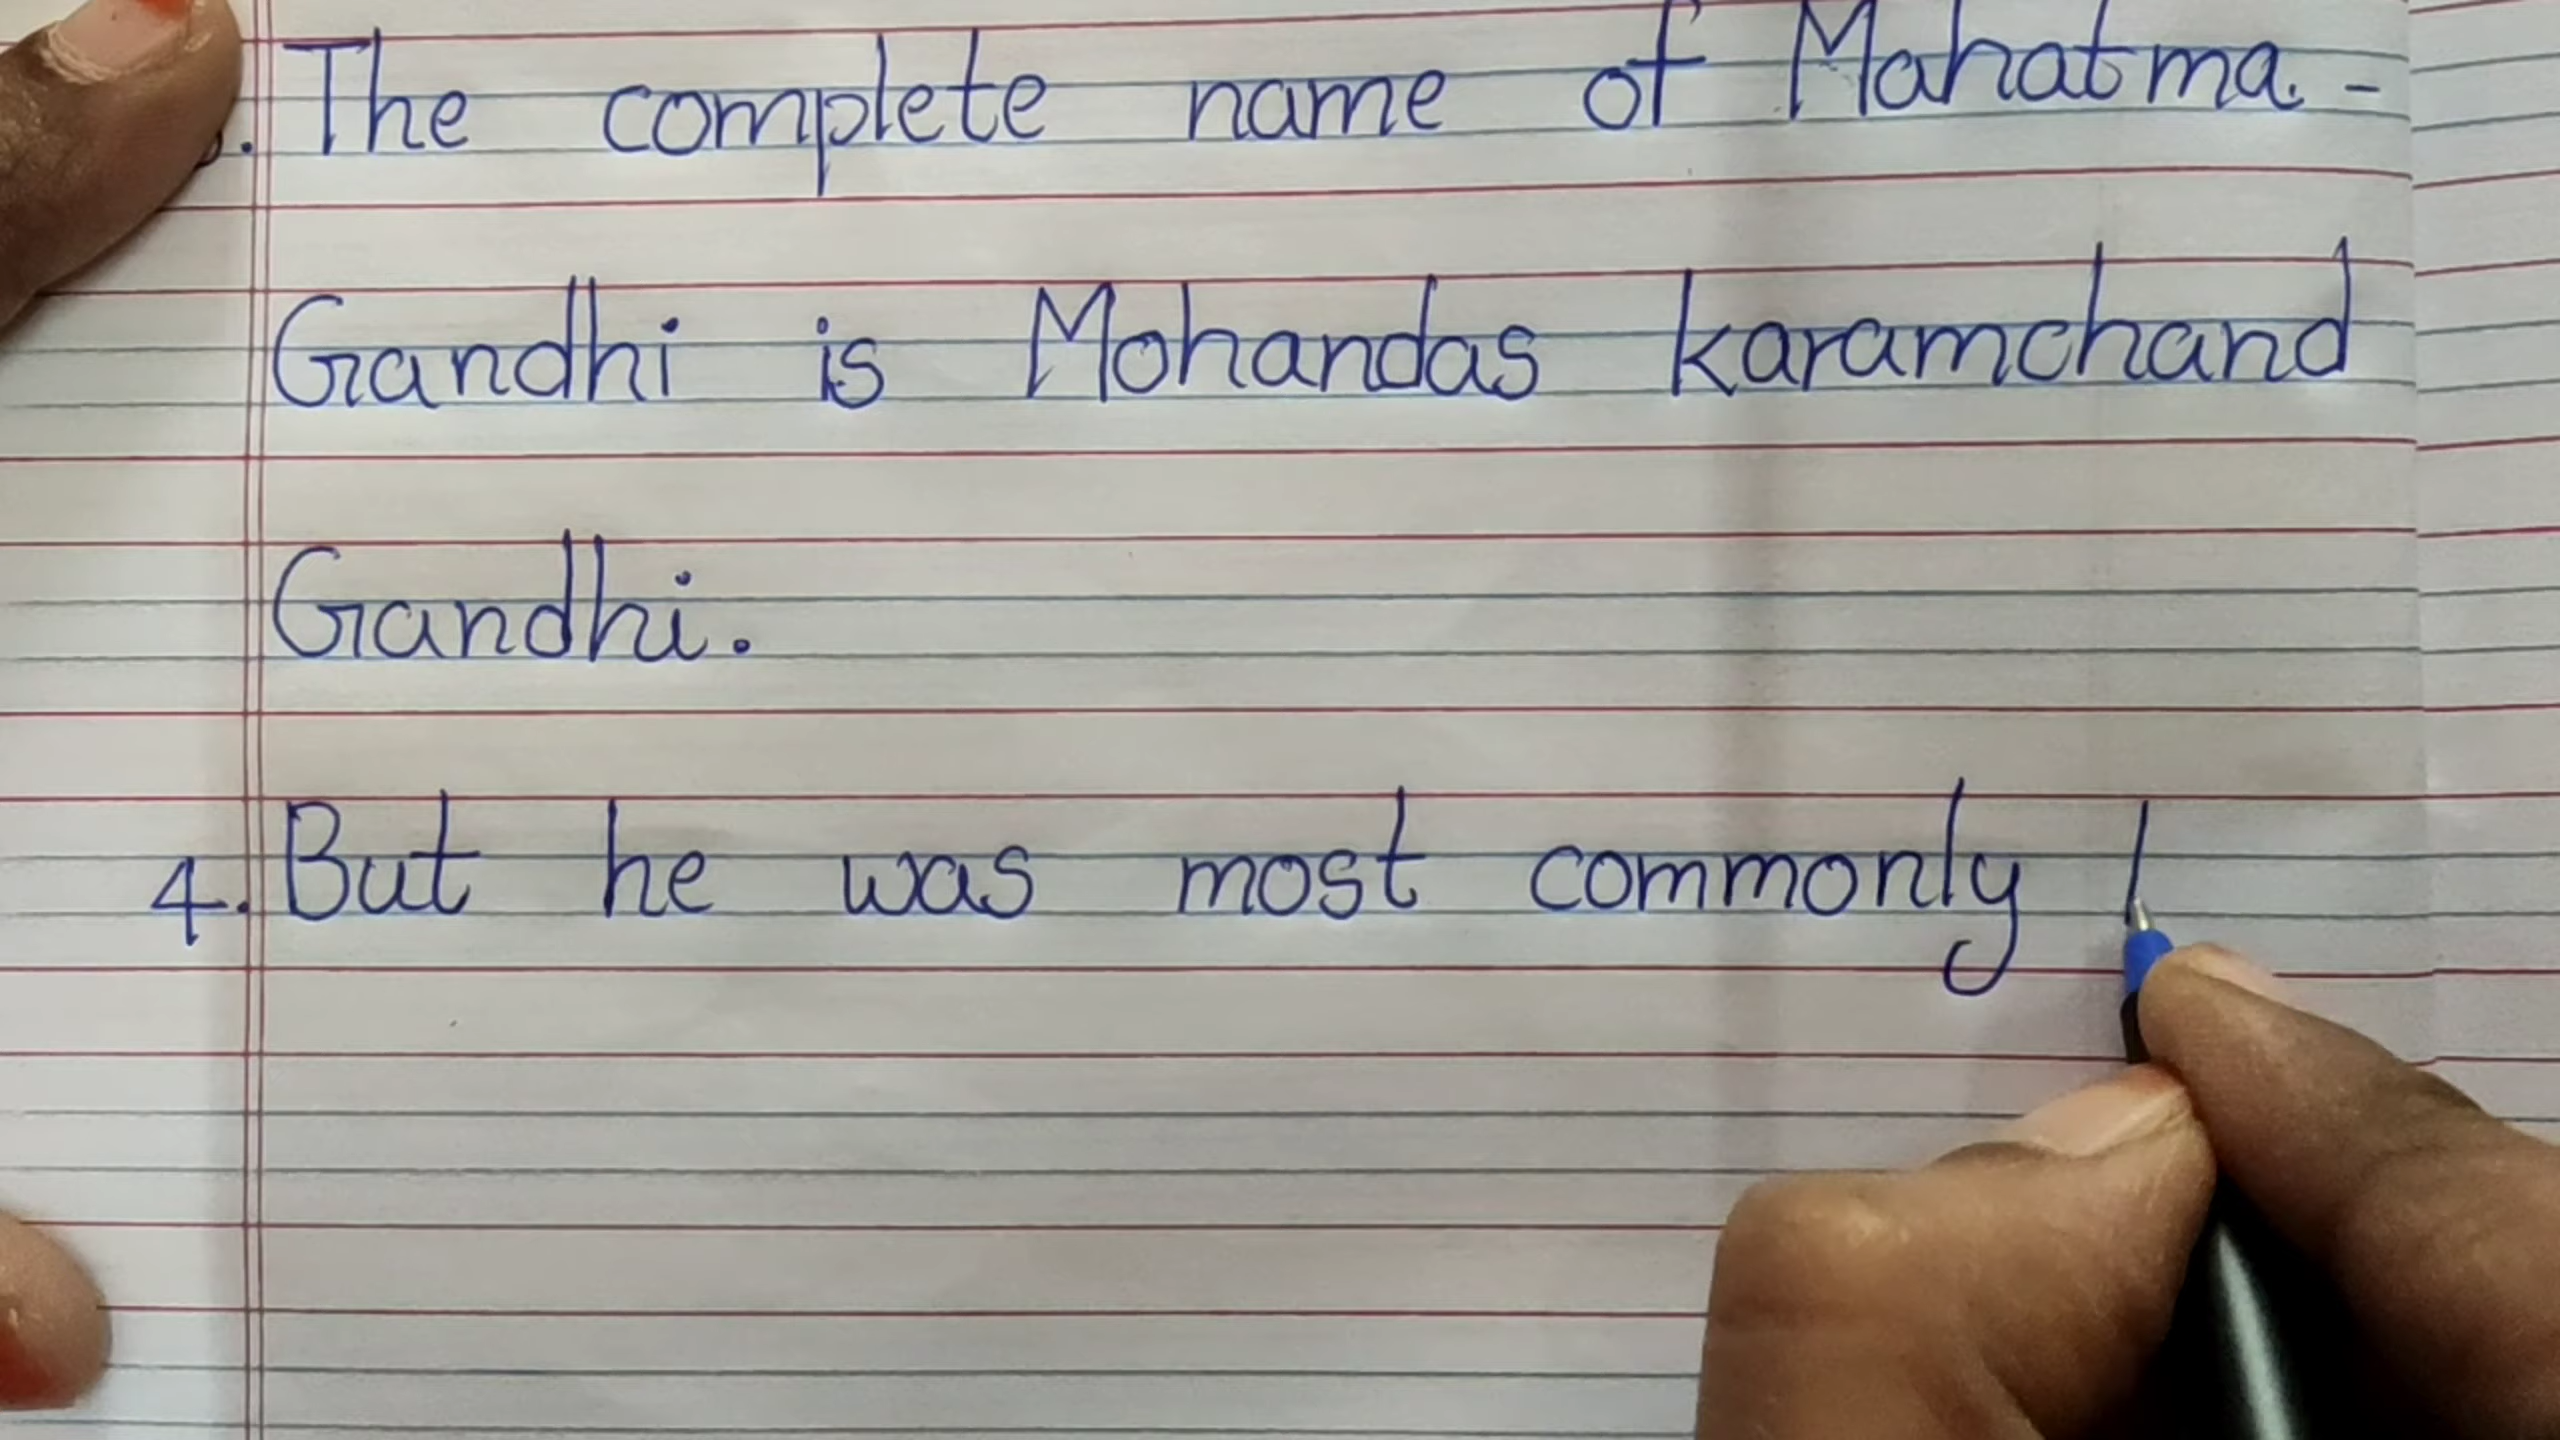 . The complete name of Mahatma. -
Gandhi is Mohandas karamchand
Gandhi.
4. But he was most commonly